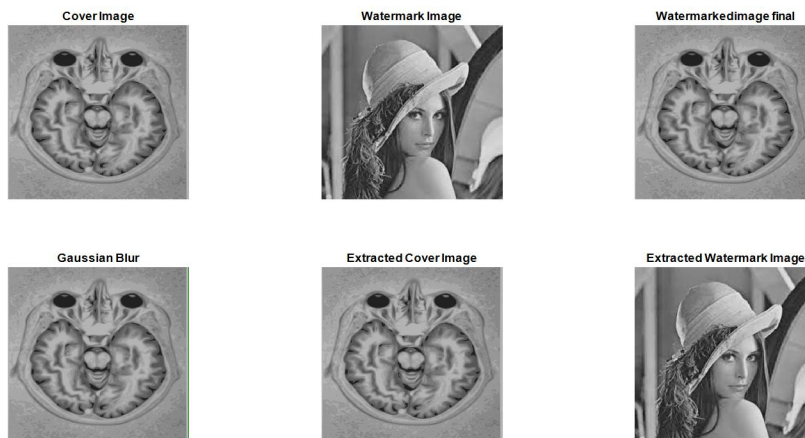 Cover Image
Watermark Image
Watermarkedimage final
Gaussian Blur
Extracted Cover Image
Extracted Watermark Image